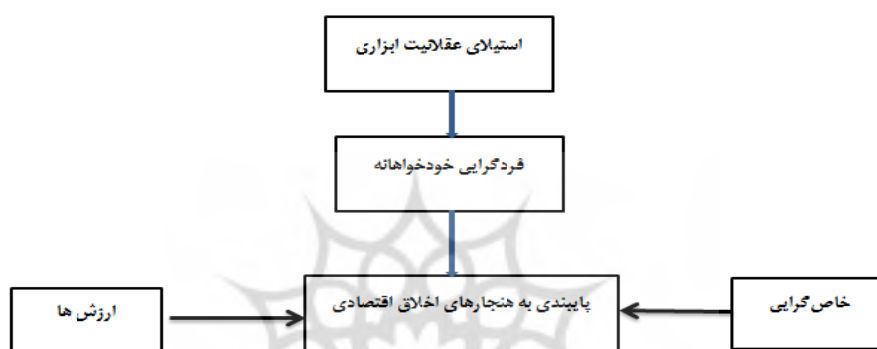 استیلای عقلانیت ابزاری
فردگرایی خودخواهانه
خاص‌گرایی
پایبندی به هنجارهای اخلاق اقتصادی
ارزش ها